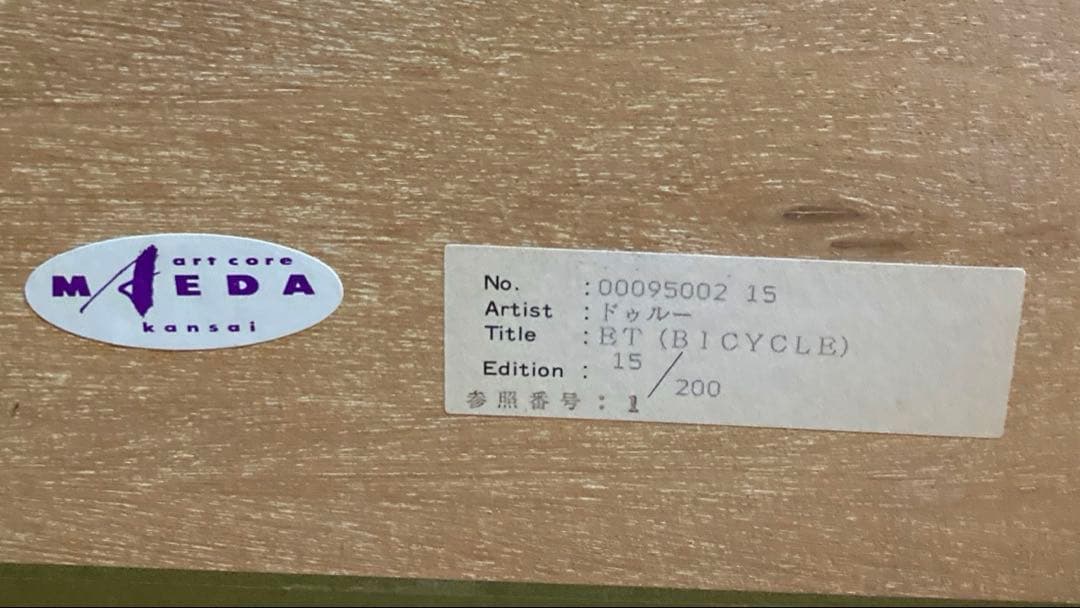 art core
MAEDA
kansai
No. :00095002 15
Artist :ドゥルー
Title :ET (BICYCLE)
Edition : 15/200
参照番号: 1